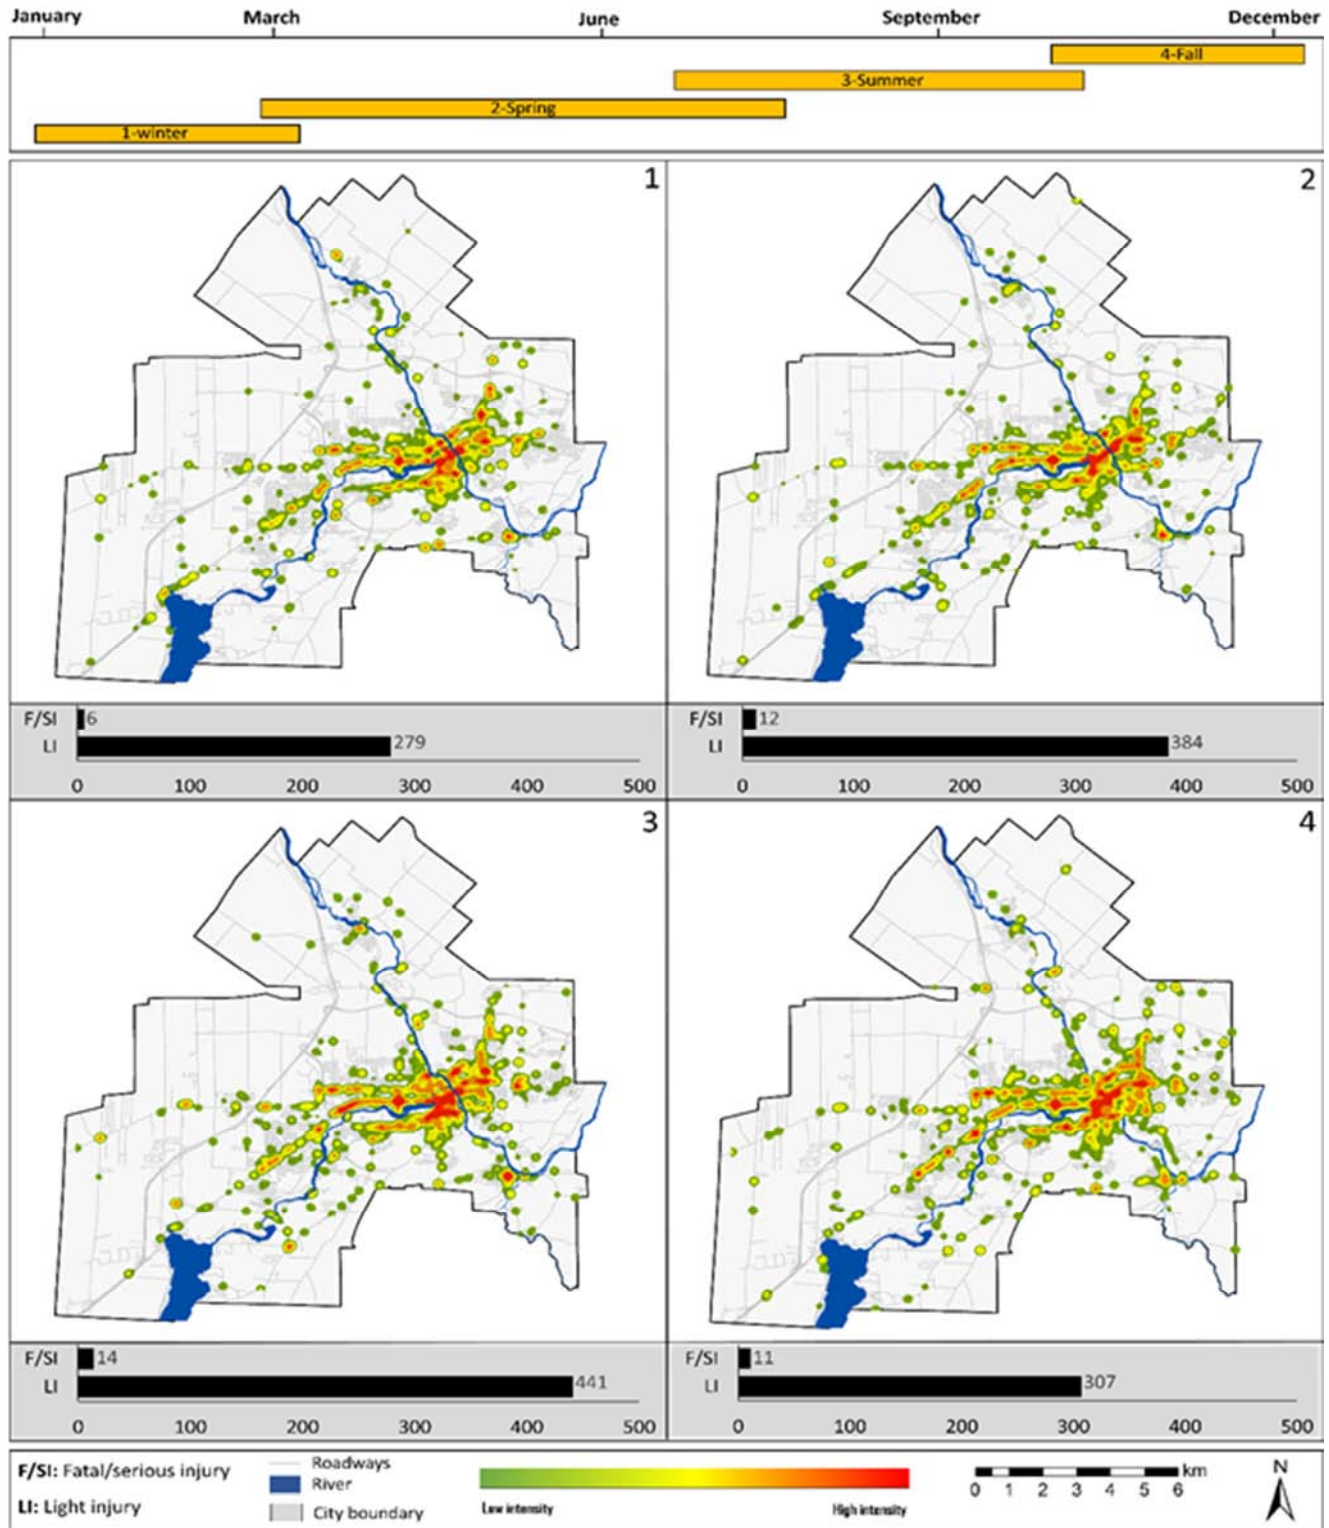 January March June September December
4-Fall
3-Summer
2-Spring
1-winter
1 2
F/SI 6 F/SI 12
LI 279 LI 384
0 100 200 300 400 500 0 100 200 300 400 500
3 4
F/SI 14 F/SI 11
LI 441 LI 307
0 100 200 300 400 500 0 100 200 300 400 500
F/SI: Fatal/serious injury
LI: Light injury
Roadways
River
City boundary
Low intensity High intensity
km
0 1 2 3 4 5 6
N